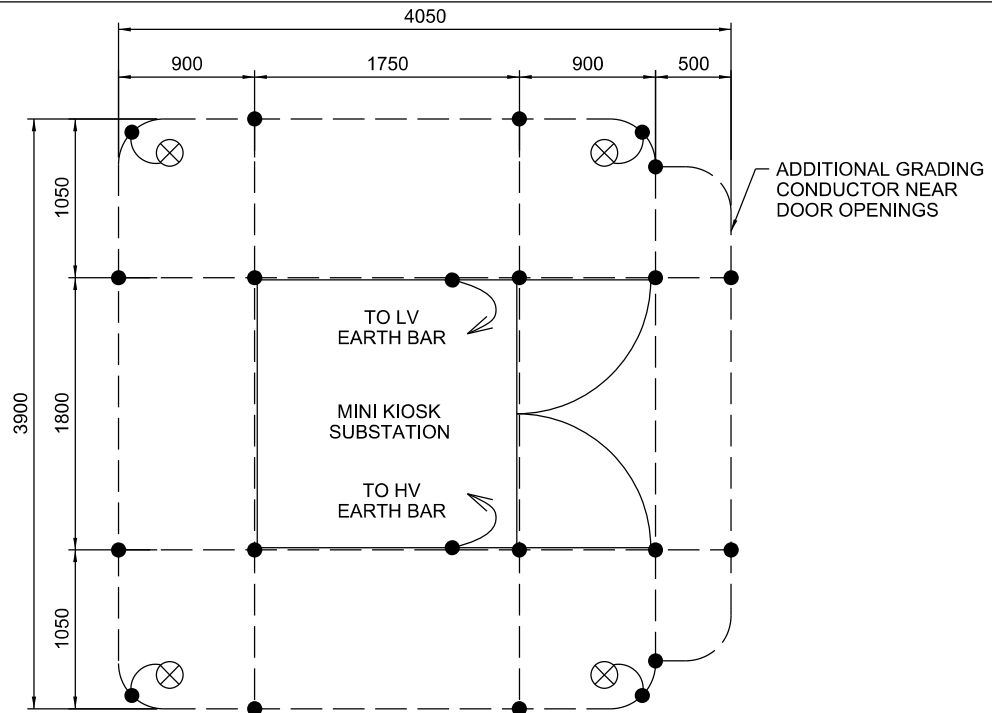 4050
900
1750
900
500
ADDITIONAL GRADING
CONDUCTOR NEAR
DOOR OPENINGS
1050
TO LV
EARTH BAR
3900
1800
MINI KIOSK
SUBSTATION
TO HV
EARTH BAR
1050